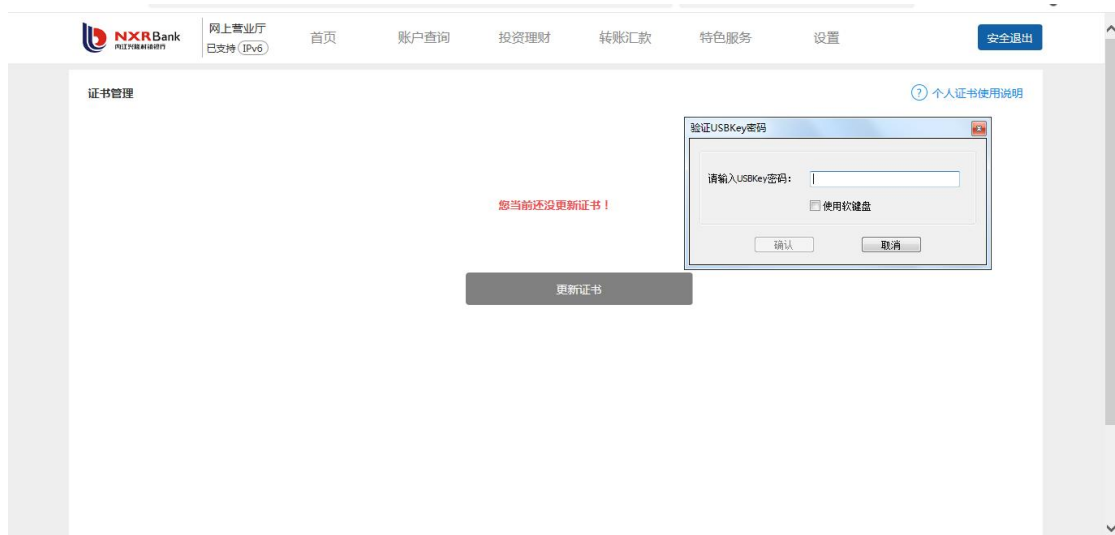 NXRBank
网上营业厅
已支持 IPv6
首页
账户查询
投资理财
转账汇款
特色服务
设置
安全退出
证书管理
? 个人证书使用说明
验证USBKey密码
请输入USBKey密码:
使用软键盘
确认
取消
您当前还没更新证书！
更新证书